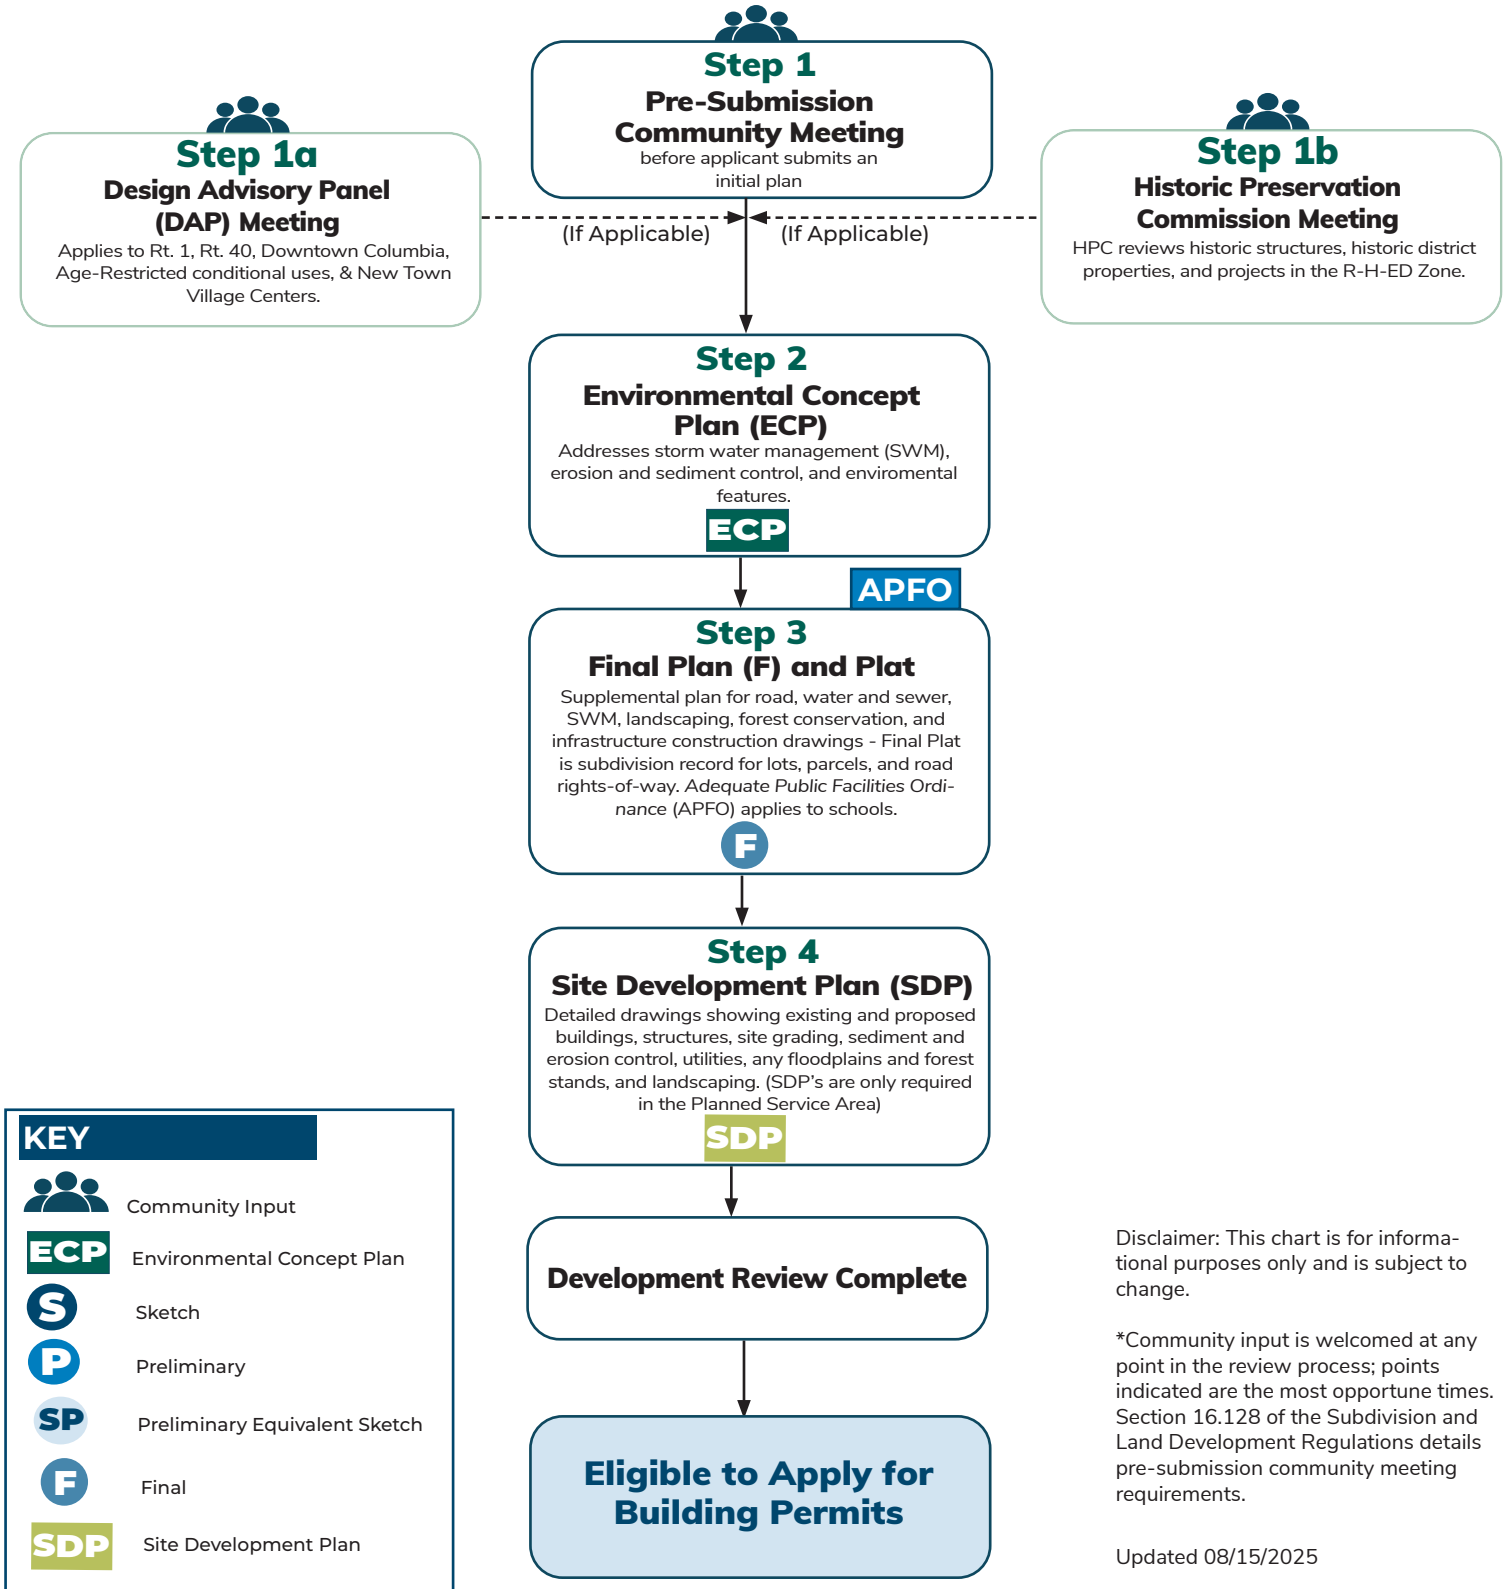 Step 1
Pre-Submission
Community Meeting
before applicant submits an
initial plan
Step 1a
Design Advisory Panel
(DAP) Meeting
Applies to Rt. 1, Rt. 40, Downtown Columbia,
Age-Restricted conditional uses, & New Town
Village Centers.
Step 1b
Historic Preservation
Commission Meeting
HPC reviews historic structures, historic district
properties, and projects in the R-H-ED Zone.
(If Applicable)
(If Applicable)
Step 2
Environmental Concept
Plan (ECP)
Addresses storm water management (SWM),
erosion and sediment control, and enviromental
features.
ECP
APFO
Step 3
Final Plan (F) and Plat
Supplemental plan for road, water and sewer,
SWM, landscaping, forest conservation, and
infrastructure construction drawings - Final Plat
is subdivision record for lots, parcels, and road
rights-of-way. Adequate Public Facilities Ordi-
nance (APFO) applies to schools.
F
Step 4
Site Development Plan (SDP)
Detailed drawings showing existing and proposed
buildings, structures, site grading, sediment and
erosion control, utilities, any floodplains and forest
stands, and landscaping. (SDP’s are only required
in the Planned Service Area)
SDP
Development Review Complete
Eligible to Apply for
Building Permits
KEY
Community Input
ECP Environmental Concept Plan
S Sketch
P Preliminary
SP Preliminary Equivalent Sketch
F Final
SDP Site Development Plan
Disclaimer: This chart is for informa-
tional purposes only and is subject to
change.
*Community input is welcomed at any
point in the review process; points
indicated are the most opportune times.
Section 16.128 of the Subdivision and
Land Development Regulations details
pre-submission community meeting
requirements.
Updated 08/15/2025